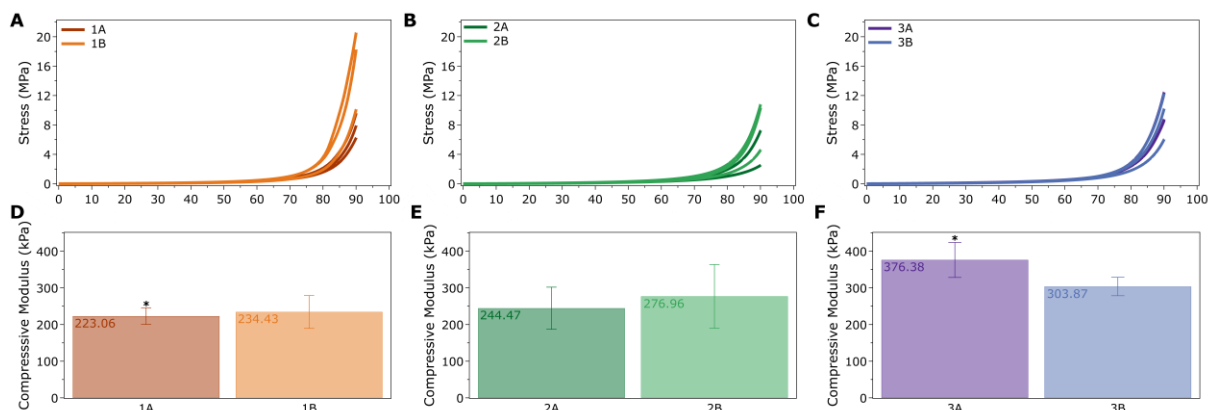 A
1A
1B
Stress (MPa)
20
16
12
8
4
0
0 10 20 30 40 50 60 70 80 90 100
B
2A
2B
Stress (MPa)
20
16
12
8
4
0
0 10 20 30 40 50 60 70 80 90 100
C
3A
3B
Stress (MPa)
20
16
12
8
4
0
0 10 20 30 40 50 60 70 80 90 100
D
Compresssive Modulus (kPa)
400
300
200
100
0
*
223.06
234.43
1A 1B
E
Compressive Modulus (kPa)
400
300
200
100
0
244.47
276.96
2A 2B
F
Compressive Modulus (kPa)
400
300
200
100
0
*
376.38
303.87
3A 3B